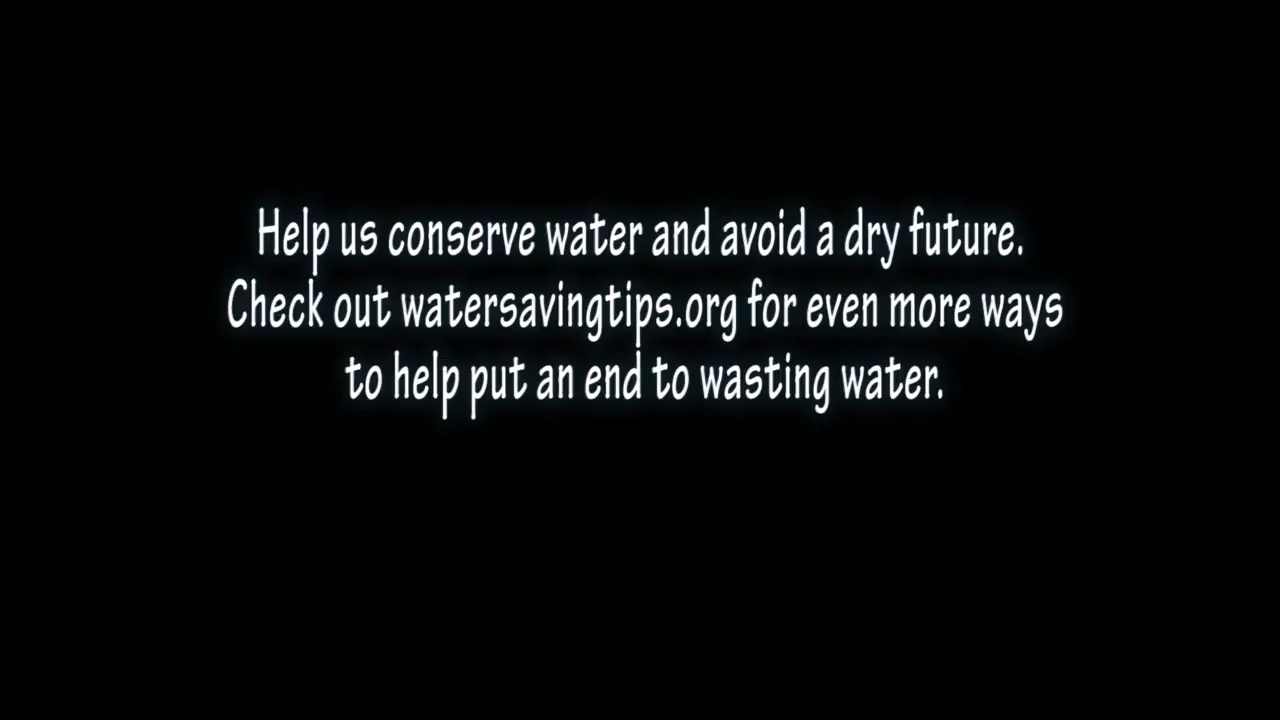 Help us conserve water and avoid a dry future.
Check out watersavingtips.org for even more ways
to help put an end to wasting water.